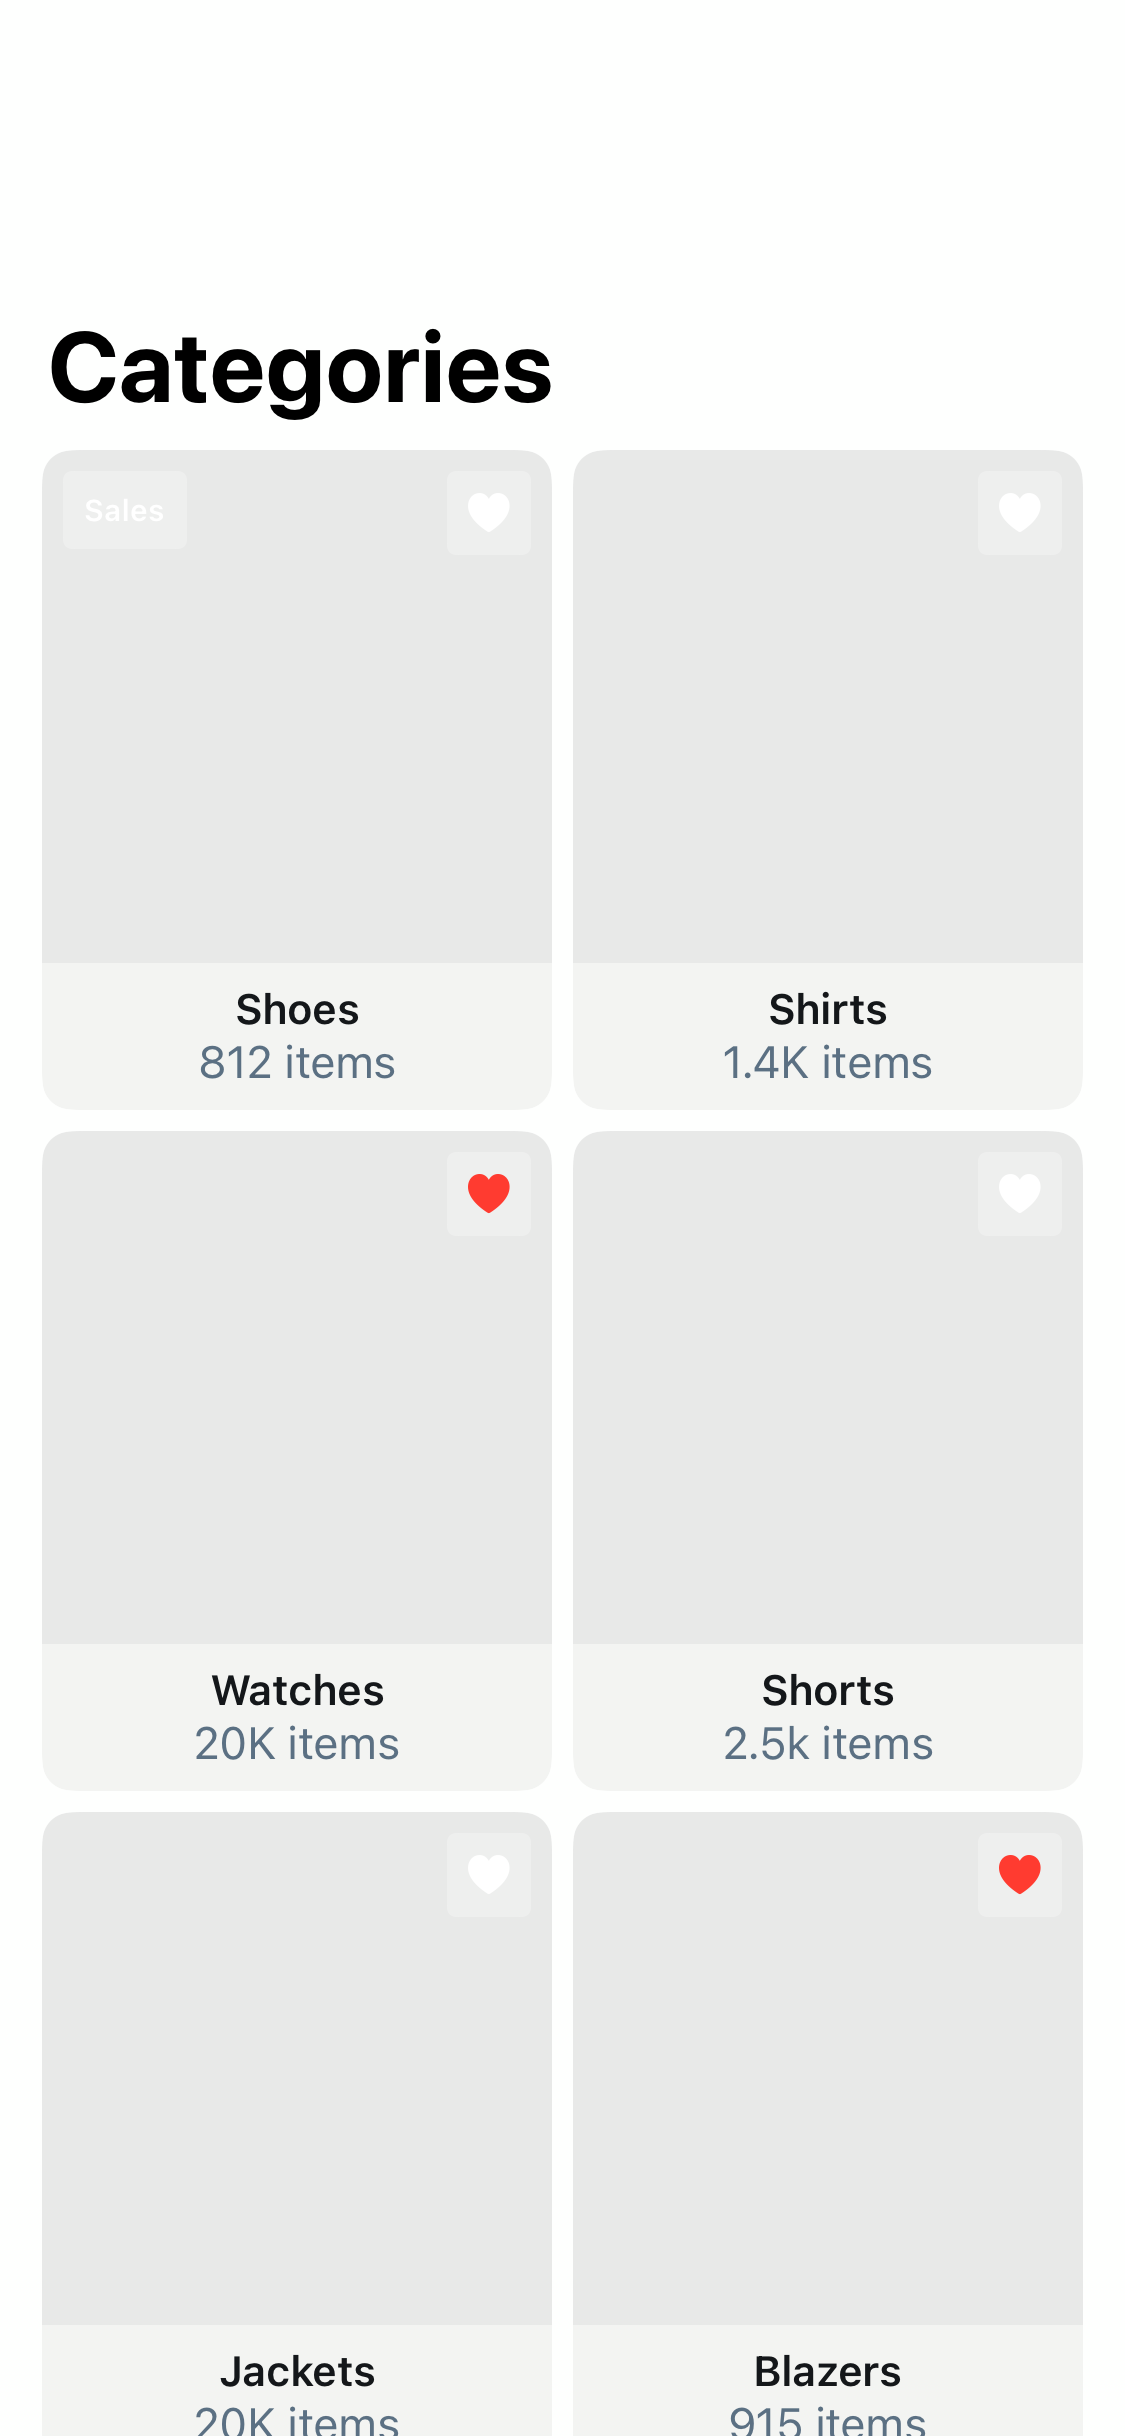 Categories
Sales
Shoes
812 items
Shirts
1.4K items
Watches
20K items
Shorts
2.5k items
Jackets
20K items
Blazers
915 items